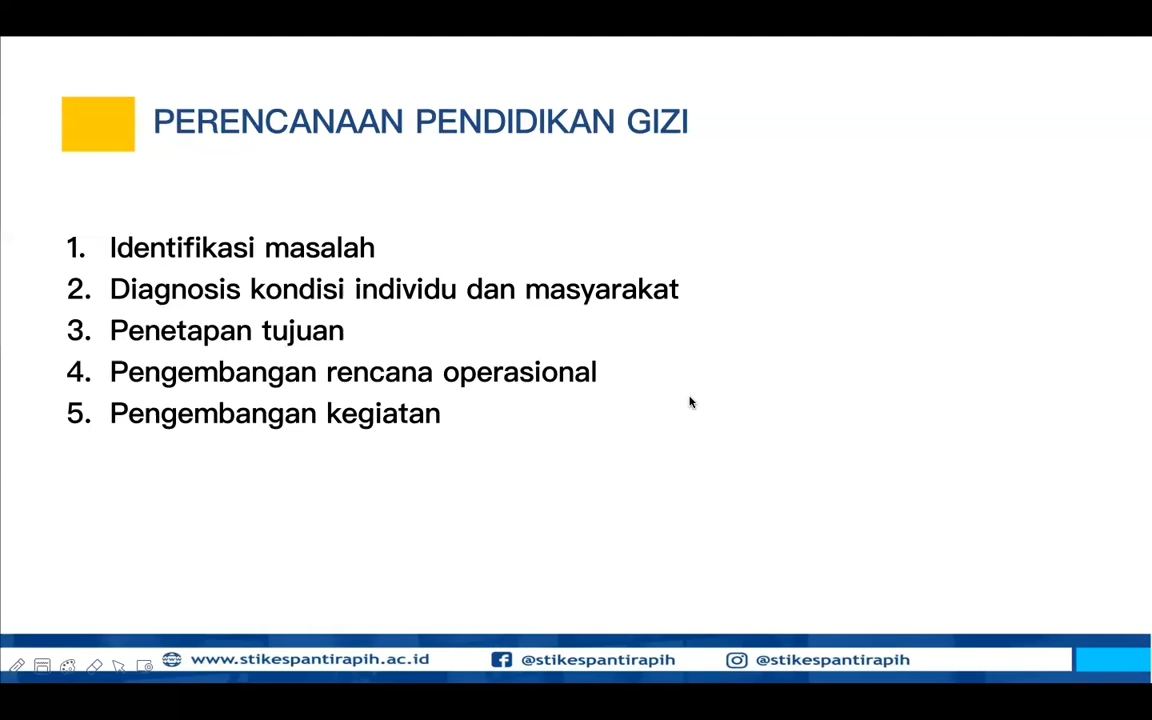 PERENCANAAN PENDIDIKAN GIZI
1. Identifikasi masalah
2. Diagnosis kondisi individu dan masyarakat
3. Penetapan tujuan
4. Pengembangan rencana operasional
5. Pengembangan kegiatan
www.stikespantirapih.ac.id @stikespantirapih @stikespantirapih